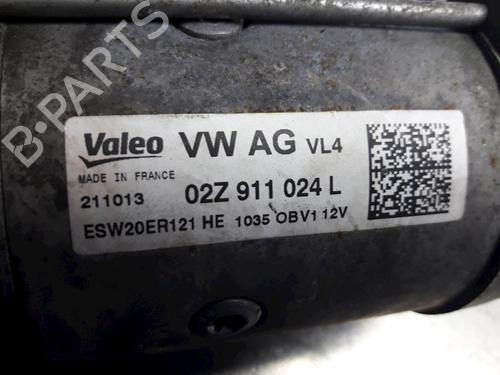 B-PARTS
Valeo VW AG VL4
MADE IN FRANCE
211013 02Z 911 024 L
ESW20ER121 HE 1035 OBV1 12V